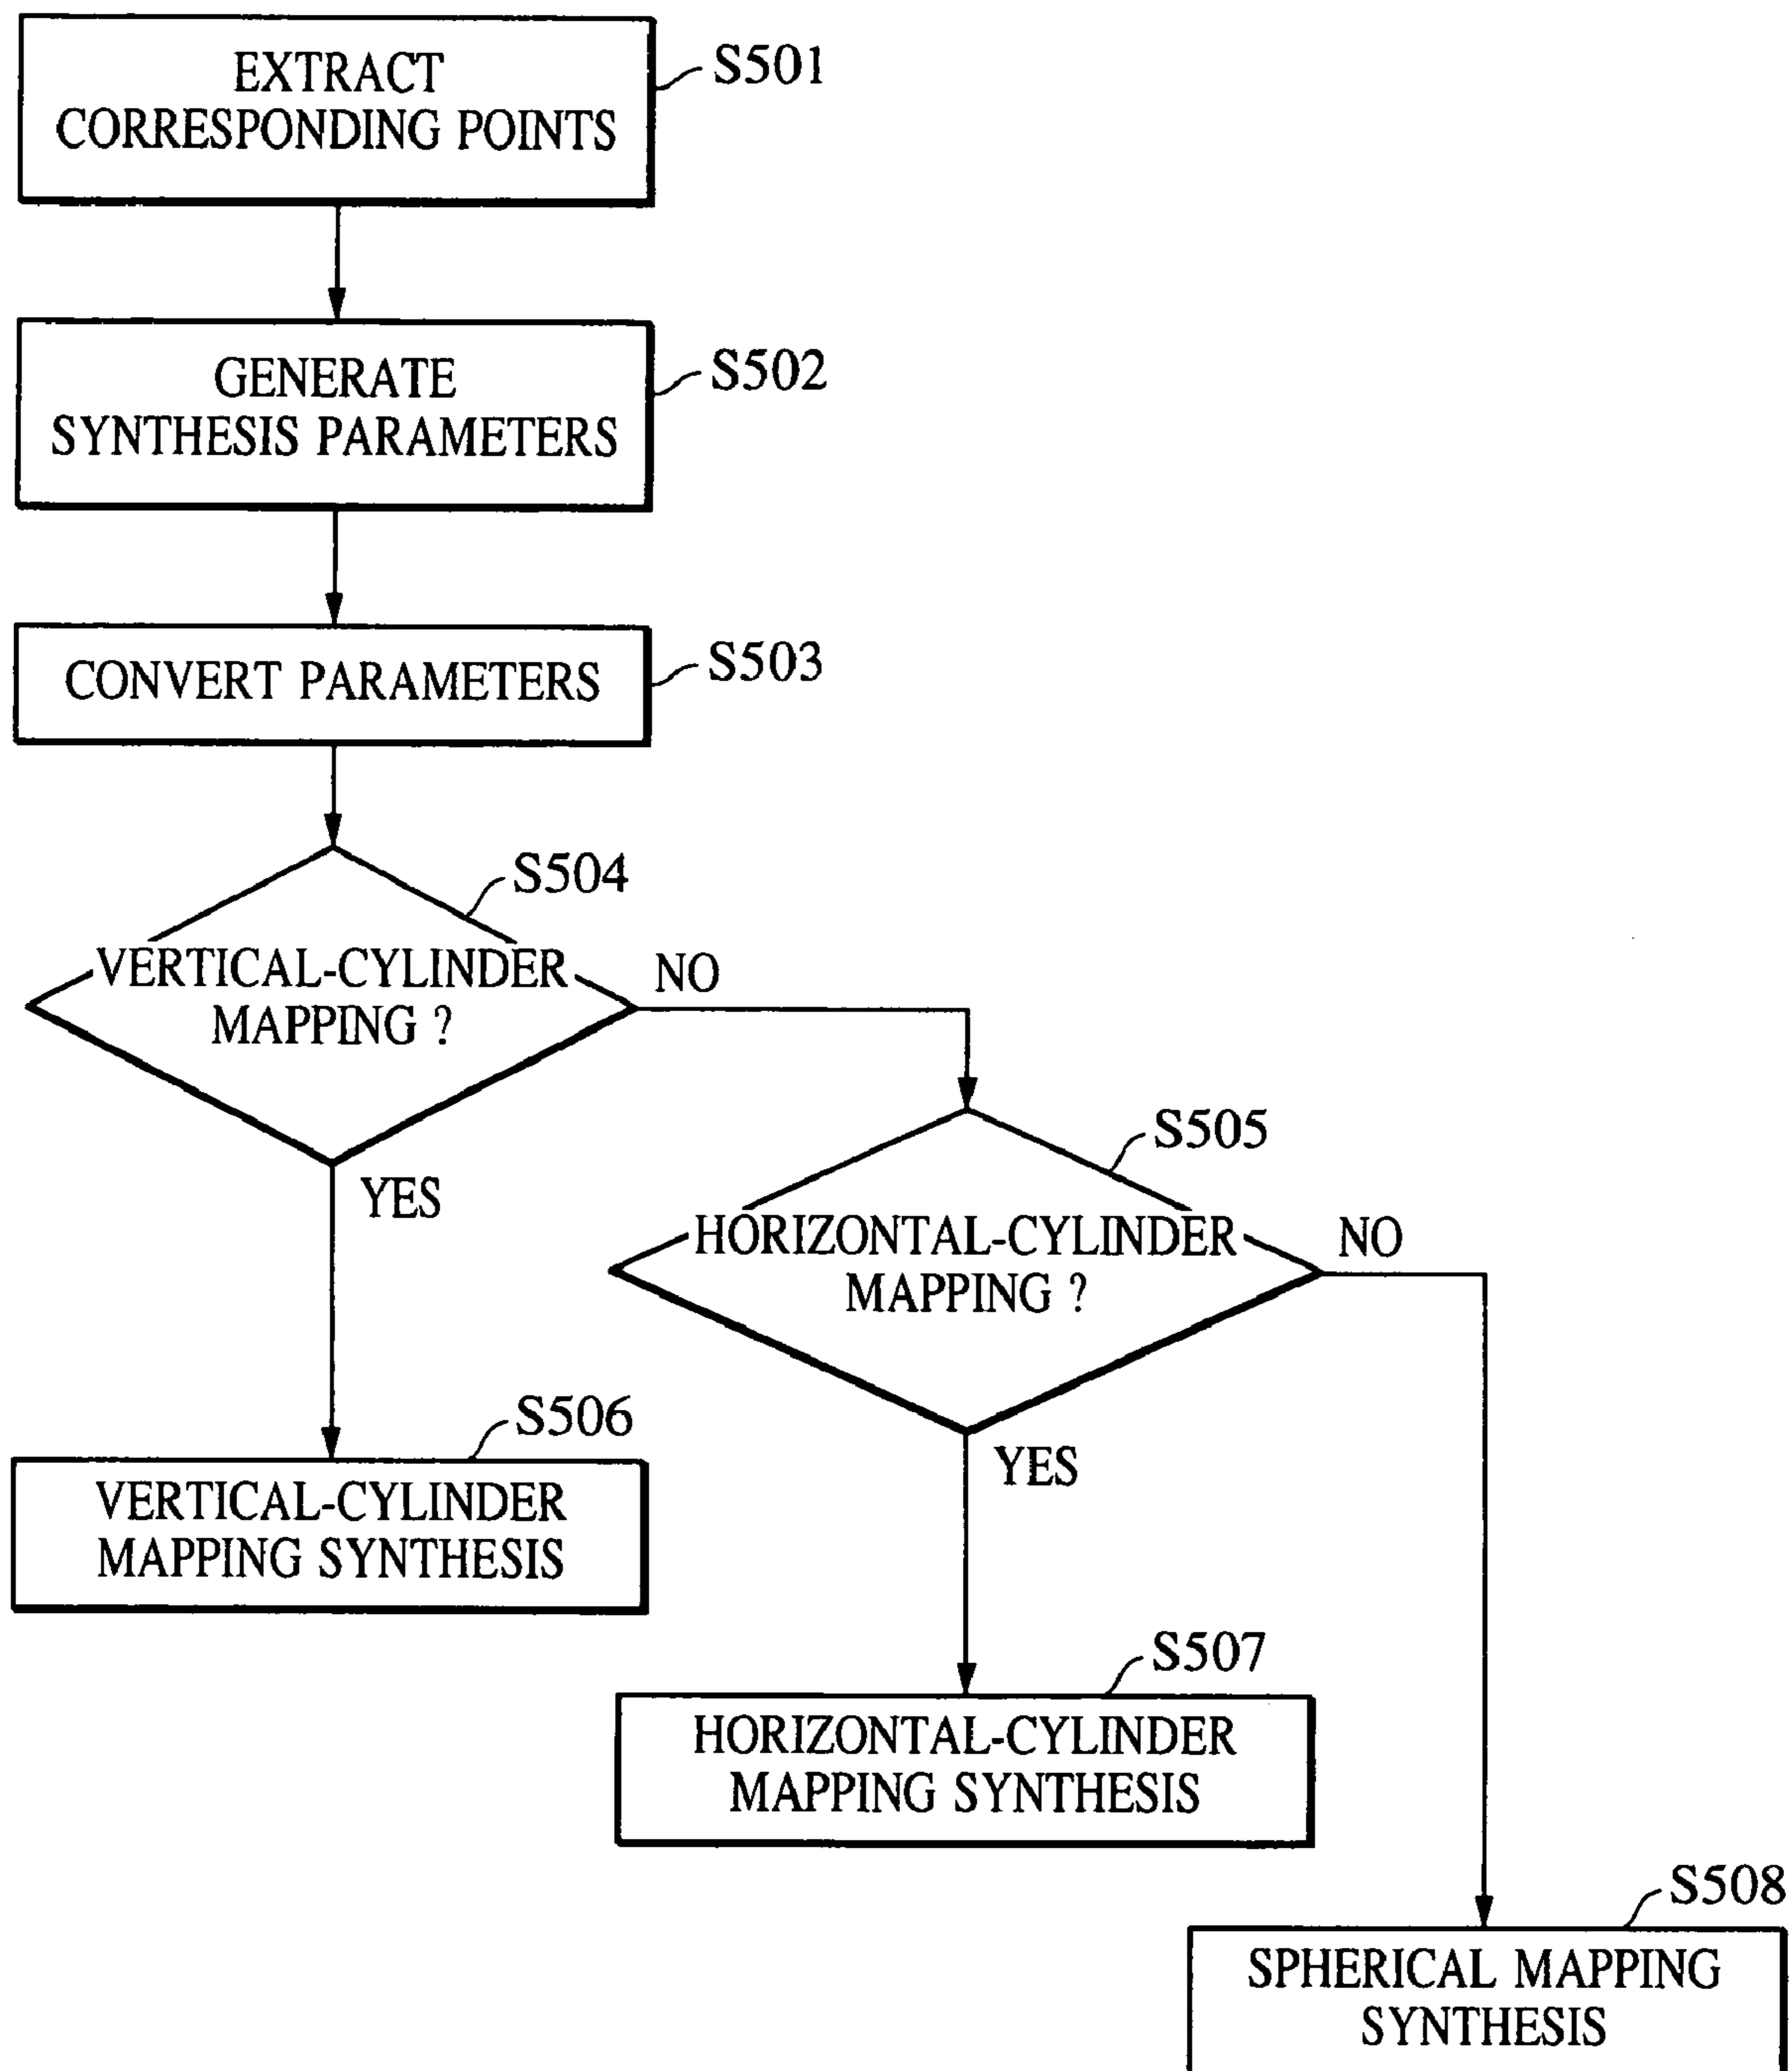 EXTRACT
CORRESPONDING POINTS
S501
GENERATE
SYNTHESIS PARAMETERS
S502
CONVERT PARAMETERS
S503
S504
VERTICAL-CYLINDER
MAPPING ?
NO
YES
S505
HORIZONTAL-CYLINDER
MAPPING ?
NO
YES
S506
VERTICAL-CYLINDER
MAPPING SYNTHESIS
S507
HORIZONTAL-CYLINDER
MAPPING SYNTHESIS
S508
SPHERICAL MAPPING
SYNTHESIS